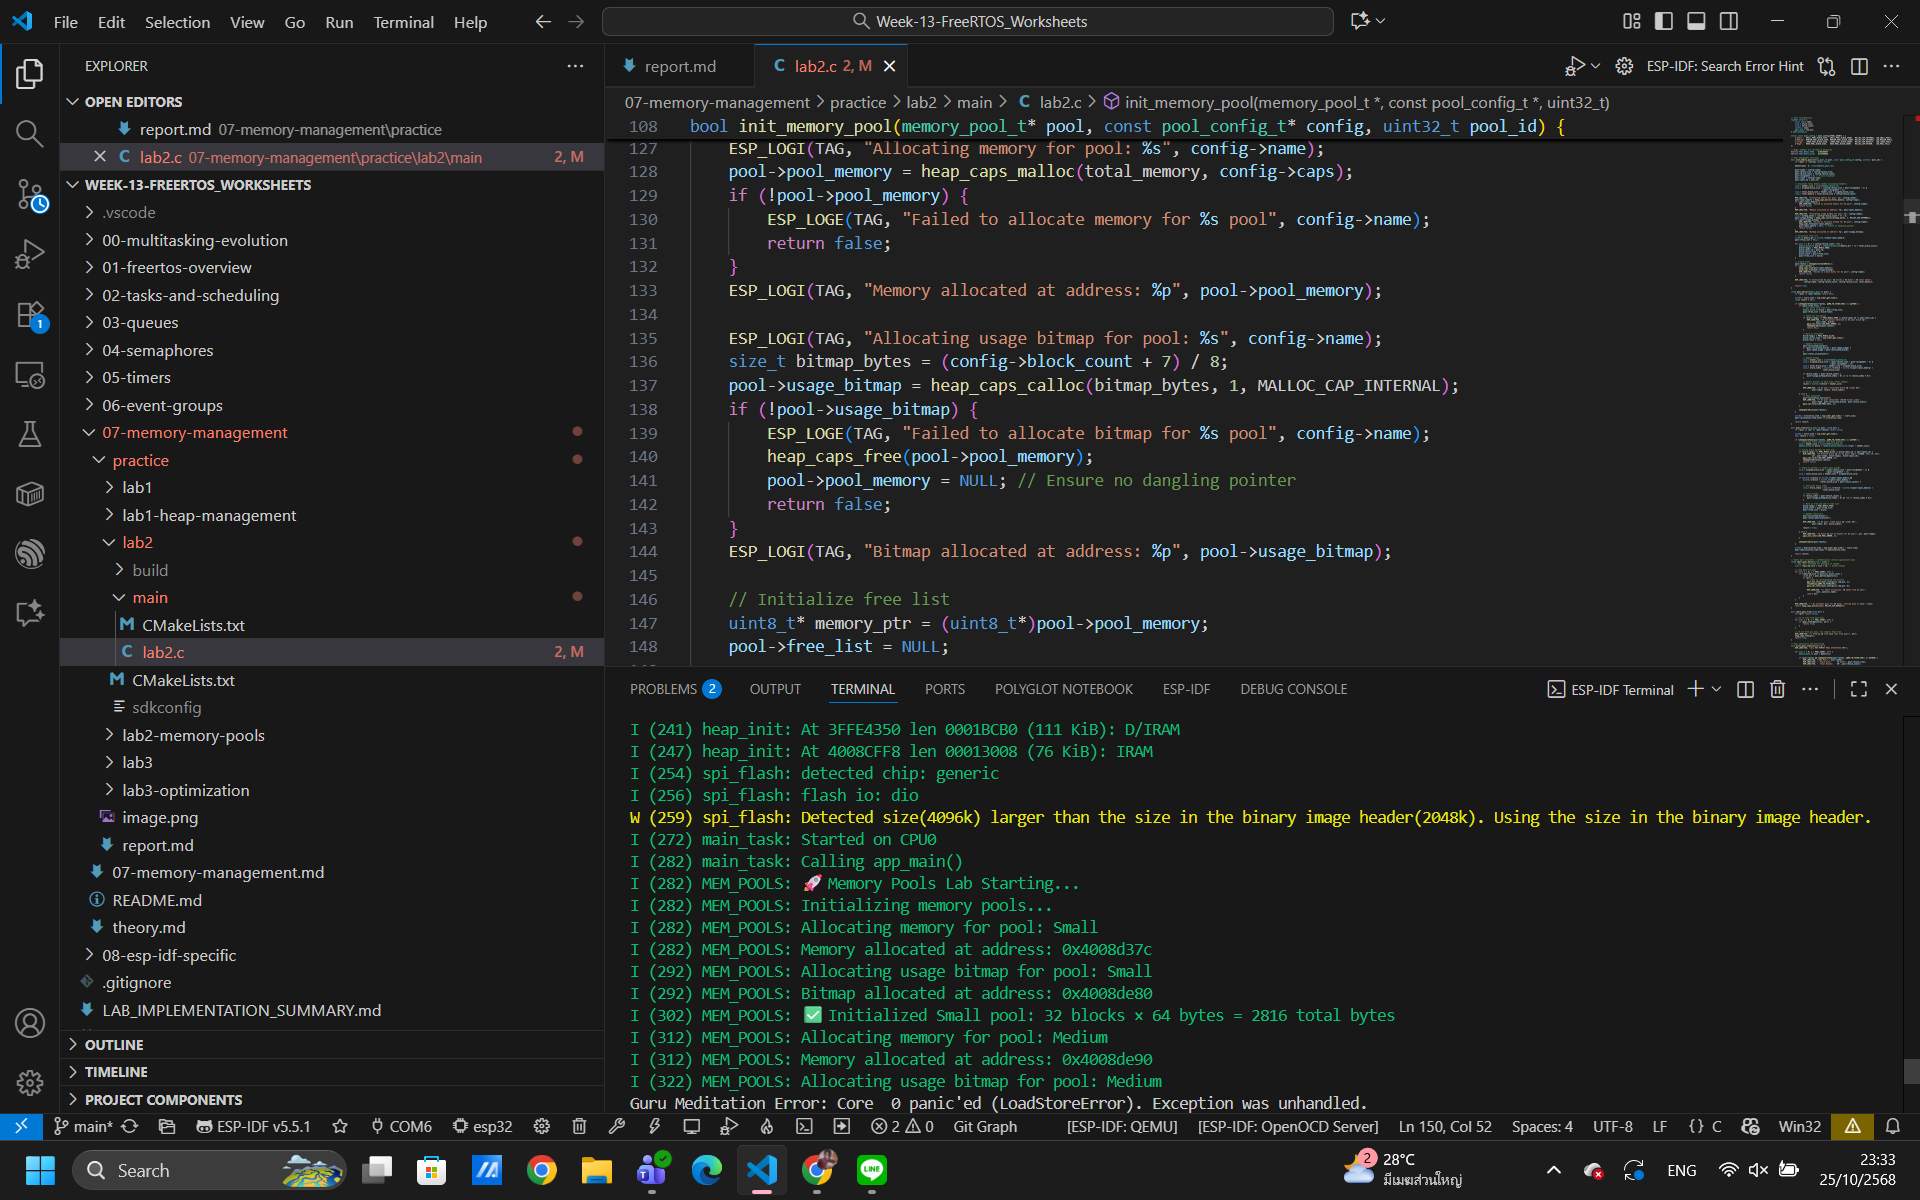 File Edit Selection View Go Run Terminal Help
Week-13-FreeRTOS_Worksheets
EXPLORER
OPEN EDITORS
report.md 07-memory-management\practice
lab2.c 07-memory-management\practice\lab2\main 2, M
WEEK-13-FREERTOS_WORKSHEETS
.vscode
00-multitasking-evolution
01-freertos-overview
02-tasks-and-scheduling
03-queues
04-semaphores
05-timers
06-event-groups
07-memory-management
practice
lab1
lab1-heap-management
lab2
build
main
CMakeLists.txt
lab2.c 2, M
CMakeLists.txt
sdkconfig
lab2-memory-pools
lab3
lab3-optimization
image.png
report.md
07-memory-management.md
README.md
theory.md
08-esp-idf-specific
.gitignore
LAB_IMPLEMENTATION_SUMMARY.md
OUTLINE
TIMELINE
PROJECT COMPONENTS
report.md
lab2.c 2, M
ESP-IDF: Search Error Hint
07-memory-management > practice > lab2 > main > C lab2.c > init_memory_pool(memory_pool_t *, const pool_config_t *, uint32_t)
108 bool init_memory_pool(memory_pool_t* pool, const pool_config_t* config, uint32_t pool_id) {
127 ESP_LOGI(TAG, "Allocating memory for pool: %s", config->name);
128 pool->pool_memory = heap_caps_malloc(total_memory, config->caps);
129 if (!pool->pool_memory) {
130 ESP_LOGE(TAG, "Failed to allocate memory for %s pool", config->name);
131 return false;
132 }
133 ESP_LOGI(TAG, "Memory allocated at address: %p", pool->pool_memory);
134
135 ESP_LOGI(TAG, "Allocating usage bitmap for pool: %s", config->name);
136 size_t bitmap_bytes = (config->block_count + 7) / 8;
137 pool->usage_bitmap = heap_caps_calloc(bitmap_bytes, 1, MALLOC_CAP_INTERNAL);
138 if (!pool->usage_bitmap) {
139 ESP_LOGE(TAG, "Failed to allocate bitmap for %s pool", config->name);
140 heap_caps_free(pool->pool_memory);
141 pool->pool_memory = NULL; // Ensure no dangling pointer
142 return false;
143 }
144 ESP_LOGI(TAG, "Bitmap allocated at address: %p", pool->usage_bitmap);
145
146 // Initialize free list
147 uint8_t* memory_ptr = (uint8_t*)pool->pool_memory;
148 pool->free_list = NULL;
PROBLEMS 2 OUTPUT TERMINAL PORTS POLYGLOT NOTEBOOK ESP-IDF DEBUG CONSOLE
ESP-IDF Terminal
I (241) heap_init: At 3FFE4350 len 0001BCB0 (111 KiB): D/IRAM
I (247) heap_init: At 4008CFF8 len 00013008 (76 KiB): IRAM
I (254) spi_flash: detected chip: generic
I (256) spi_flash: flash io: dio
W (259) spi_flash: Detected size(4096k) larger than the size in the binary image header(2048k). Using the size in the binary image header.
I (272) main_task: Started on CPU0
I (282) main_task: Calling app_main()
I (282) MEM_POOLS: 🚀 Memory Pools Lab Starting...
I (282) MEM_POOLS: Initializing memory pools...
I (282) MEM_POOLS: Allocating memory for pool: Small
I (282) MEM_POOLS: Memory allocated at address: 0x4008d37c
I (292) MEM_POOLS: Allocating usage bitmap for pool: Small
I (292) MEM_POOLS: Bitmap allocated at address: 0x4008de80
I (302) MEM_POOLS: ✅ Initialized Small pool: 32 blocks × 64 bytes = 2816 total bytes
I (312) MEM_POOLS: Allocating memory for pool: Medium
I (312) MEM_POOLS: Memory allocated at address: 0x4008de90
I (322) MEM_POOLS: Allocating usage bitmap for pool: Medium
Guru Meditation Error: Core  0 panic'ed (LoadStoreError). Exception was unhandled.
main* ESP-IDF v5.5.1 COM6 esp32 2 0 Git Graph [ESP-IDF: QEMU] [ESP-IDF: OpenOCD Server] Ln 150, Col 52 Spaces: 4 UTF-8 LF {} C Win32
Search
2 28°C
มีเมฆส่วนใหญ่
ENG
23:33
25/10/2568